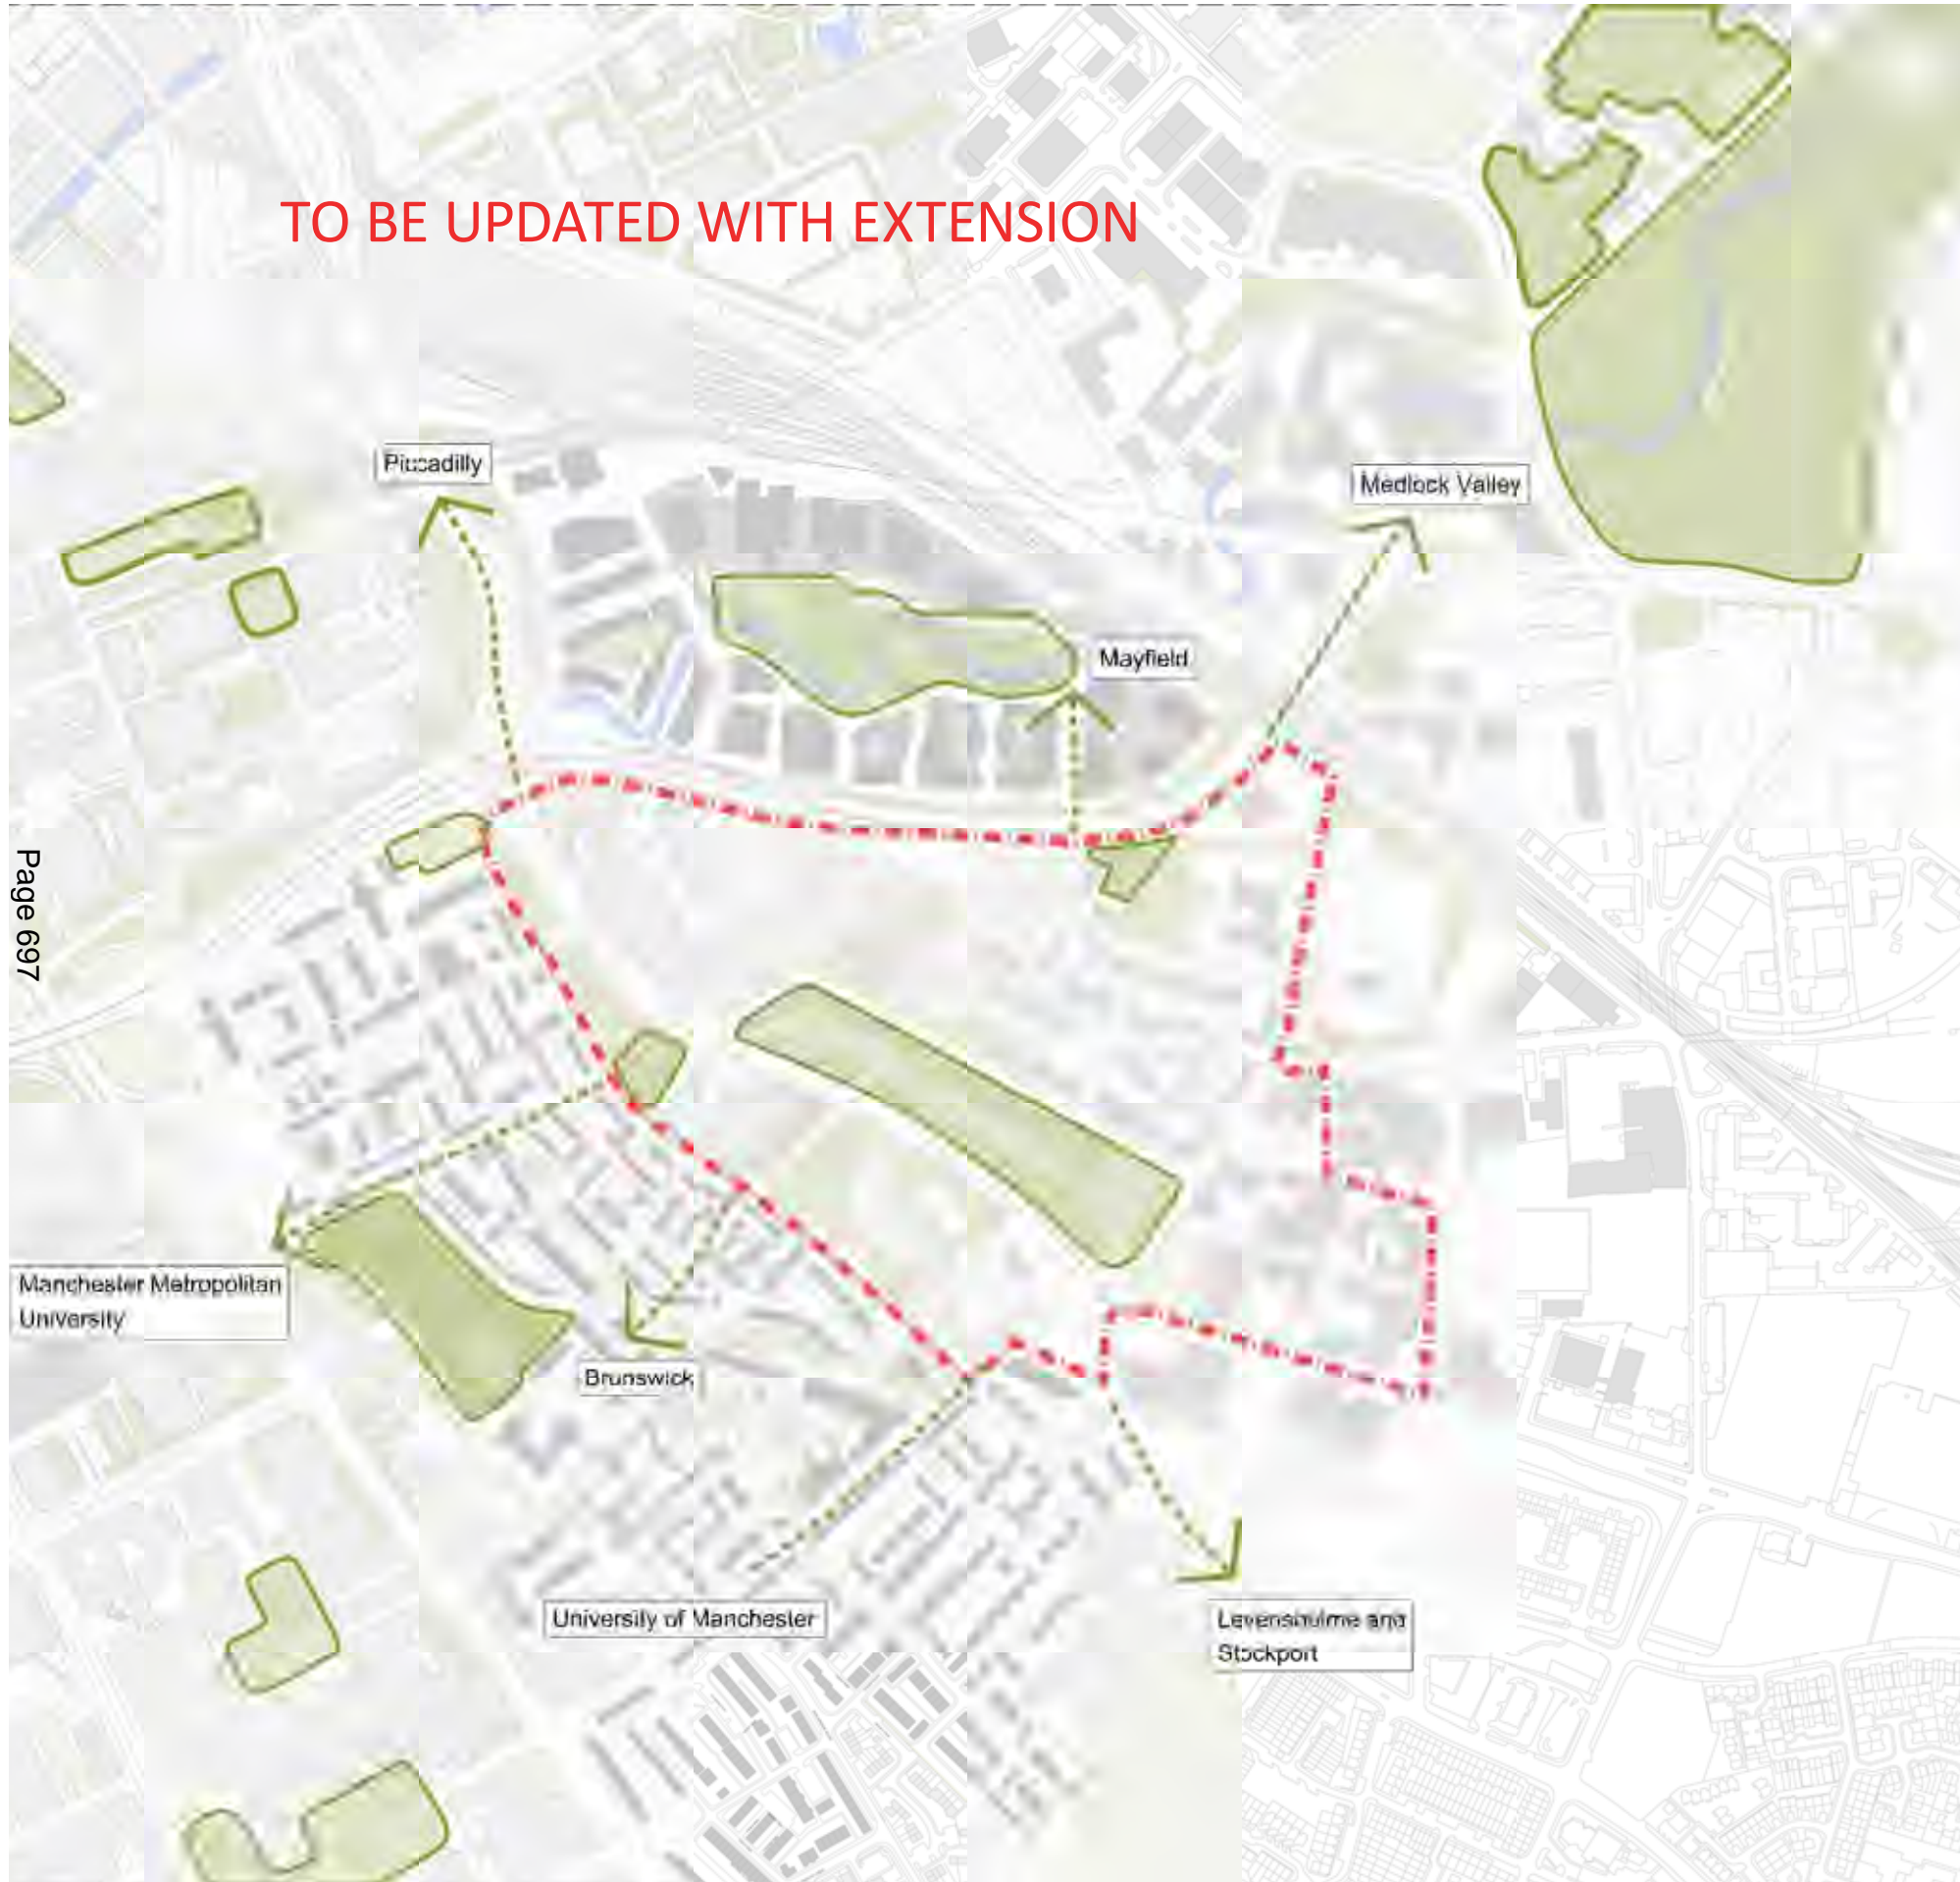 TO BE UPDATED WITH EXTENSION
Piccadilly
Medlock Valley
Mayfield
Page 697
Manchester Metropolitan
University
Brunswick
University of Manchester
Levenshulme and
Stockport